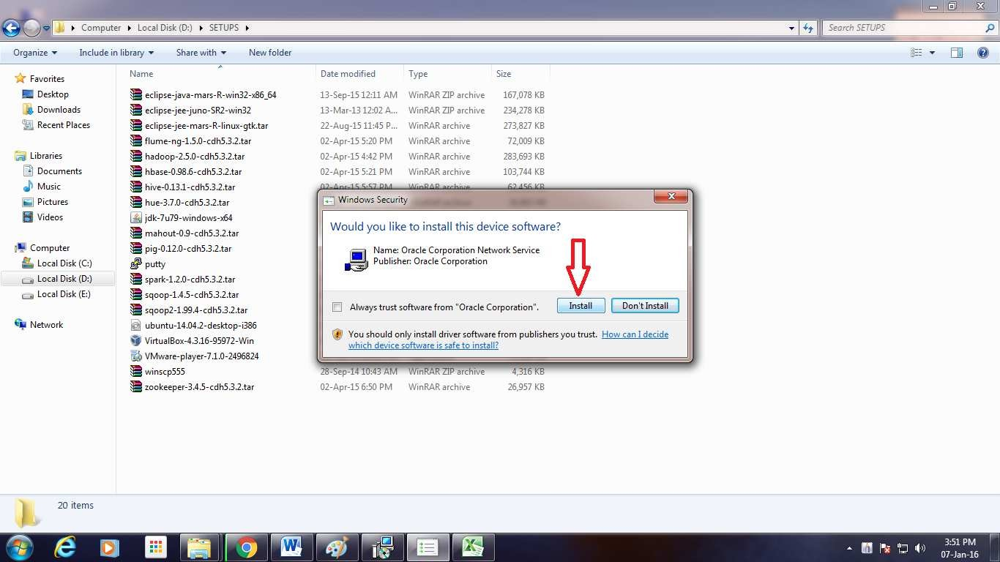 Computer Local Disk (D:) SETUPS
Search SETUPS
Organize Include in library Share with New folder
Name Date modified Type Size
Favorites
Desktop
Downloads
Recent Places
Libraries
Documents
Music
Pictures
Videos
Computer
Local Disk (C:)
Local Disk (D:)
Local Disk (E:)
Network
eclipse-java-mars-R-win32-x86_64 13-Sep-15 12:11 AM WinRAR ZIP archive 167,078 KB
eclipse-jee-juno-SR2-win32 13-Mar-13 12:02 A... WinRAR ZIP archive 234,278 KB
eclipse-jee-mars-R-linux-gtk.tar 22-Aug-15 11:45 P... WinRAR archive 273,827 KB
flume-ng-1.5.0-cdh5.3.2.tar 02-Apr-15 5:20 PM WinRAR archive 72,009 KB
hadoop-2.5.0-cdh5.3.2.tar 02-Apr-15 4:42 PM WinRAR archive 283,693 KB
hbase-0.98.6-cdh5.3.2.tar 02-Apr-15 5:21 PM WinRAR archive 103,744 KB
hive-0.13.1-cdh5.3.2.tar 02-Apr-15 5:57 PM WinRAR archive 62,456 KB
hue-3.7.0-cdh5.3.2.tar
jdk-7u79-windows-x64
mahout-0.9-cdh5.3.2.tar
pig-0.12.0-cdh5.3.2.tar
putty
spark-1.2.0-cdh5.3.2.tar
sqoop-1.4.5-cdh5.3.2.tar
sqoop2-1.99.4-cdh5.3.2.tar
ubuntu-14.04.2-desktop-i386
VirtualBox-4.3.16-95972-Win
VMware-player-7.1.0-2496824
winscp555 28-Sep-14 10:43 AM WinRAR ZIP archive 4,316 KB
zookeeper-3.4.5-cdh5.3.2.tar 02-Apr-15 6:50 PM WinRAR archive 26,957 KB
Windows Security
Would you like to install this device software?
Name: Oracle Corporation Network Service
Publisher: Oracle Corporation
Always trust software from "Oracle Corporation".
Install Don't Install
You should only install driver software from publishers you trust. How can I decide
which device software is safe to install?
20 items
3:51 PM
07-Jan-16